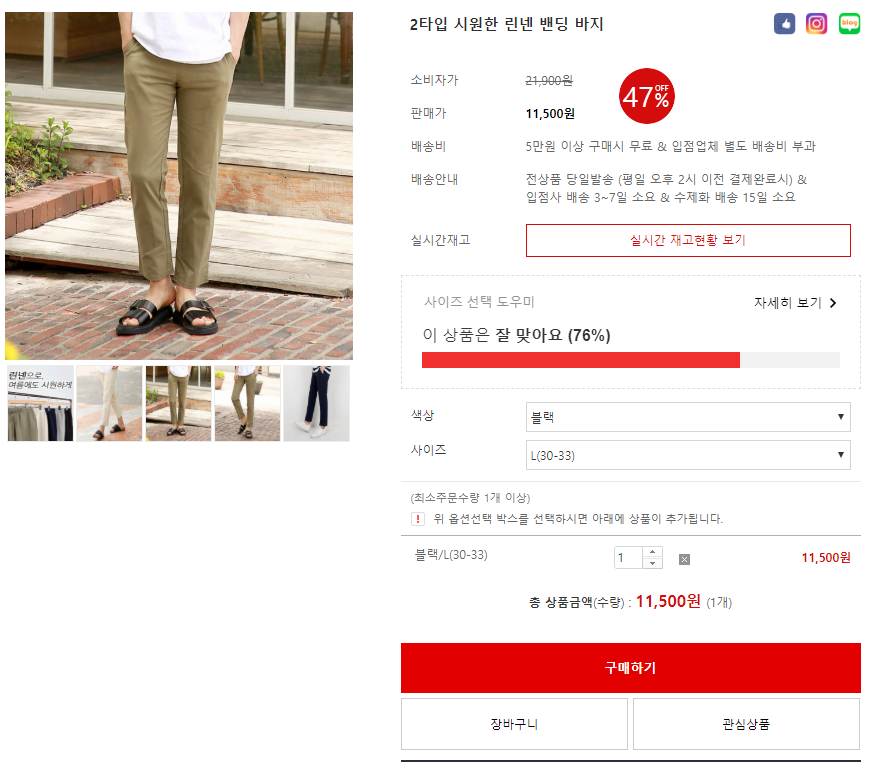 2타입 시원한 린넨 밴딩 바지
blog
소비자가 21,900원
47% OFF
판매가 11,500원
배송비 5만원 이상 구매시 무료 & 입점업체 별도 배송비 부과
배송안내 전상품 당일발송 (평일 오후 2시 이전 결제완료시) &
입점사 배송 3~7일 소요 & 수제화 배송 15일 소요
실시간재고 실시간 재고현황 보기
사이즈 선택 도우미 자세히 보기
이 상품은 잘 맞아요 (76%)
린넨으로,
여름에도 시원하게
색상 블랙
사이즈 L(30-33)
(최소주문수량 1개 이상)
! 위 옵션선택 박스를 선택하시면 아래에 상품이 추가됩니다.
블랙/L(30-33) 1 11,500원
총 상품금액(수량) : 11,500원 (1개)
구매하기
장바구니 관심상품